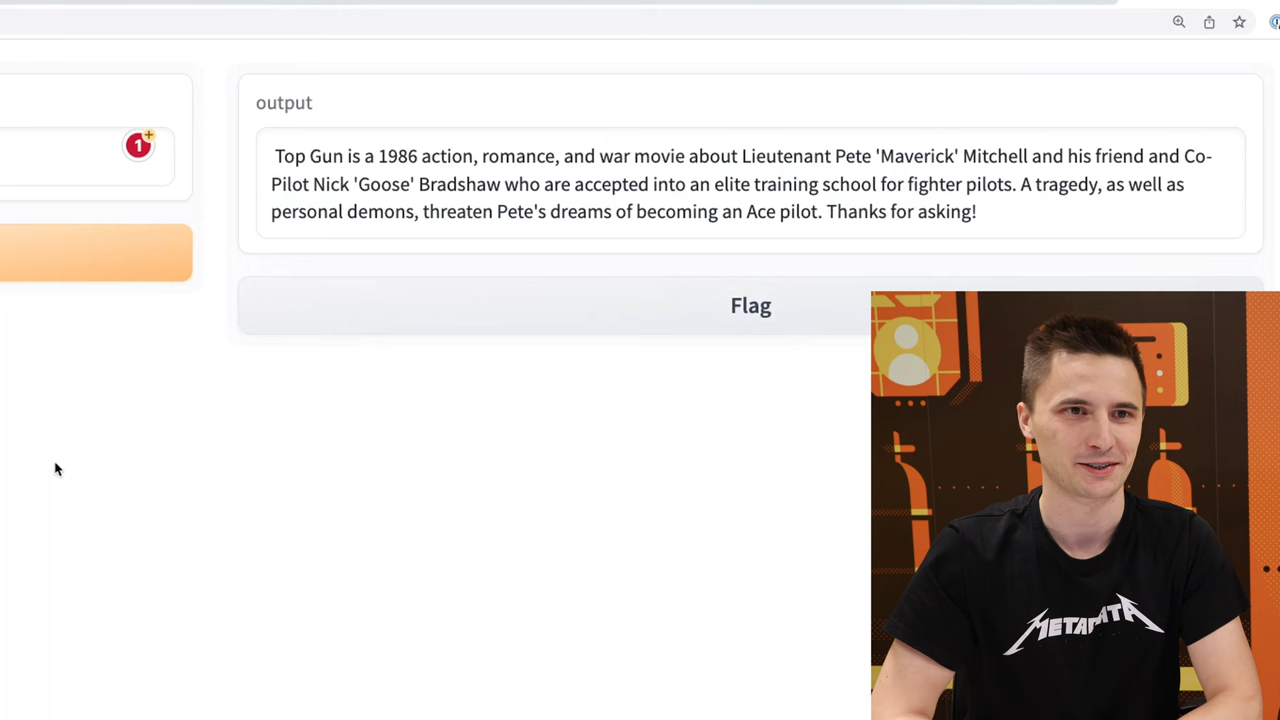 output
1
Top Gun is a 1986 action, romance, and war movie about Lieutenant Pete 'Maverick' Mitchell and his friend and Co-
Pilot Nick 'Goose' Bradshaw who are accepted into an elite training school for fighter pilots. A tragedy, as well as
personal demons, threaten Pete's dreams of becoming an Ace pilot. Thanks for asking!
Flag
METADATA